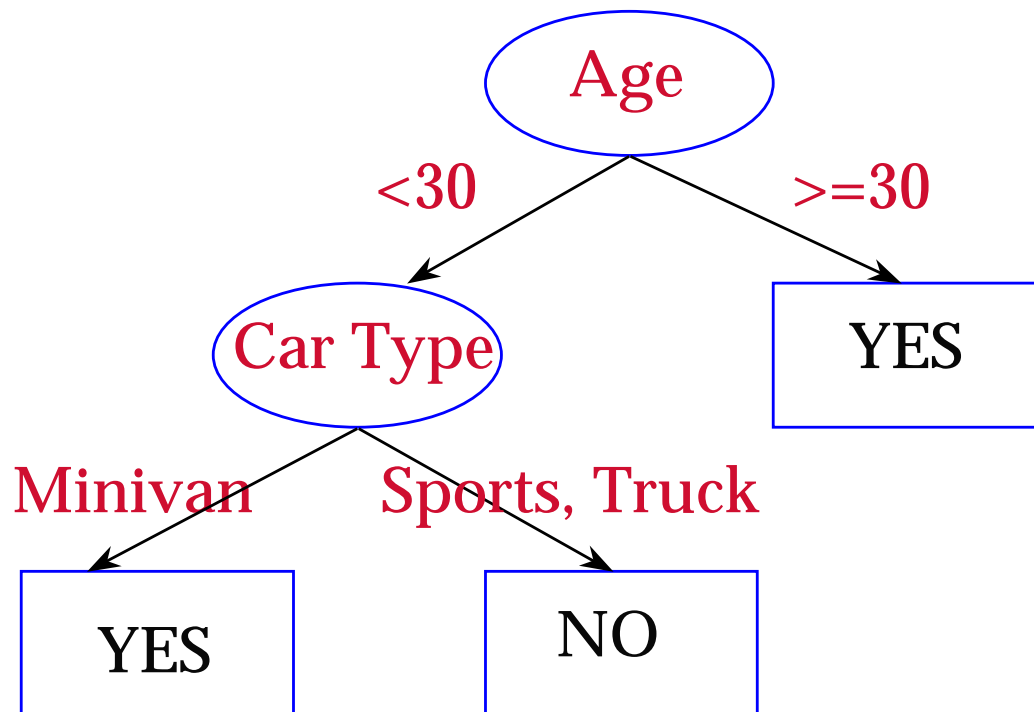 Age
<30
>=30
Car Type
YES
Minivan
Sports, Truck
YES
NO